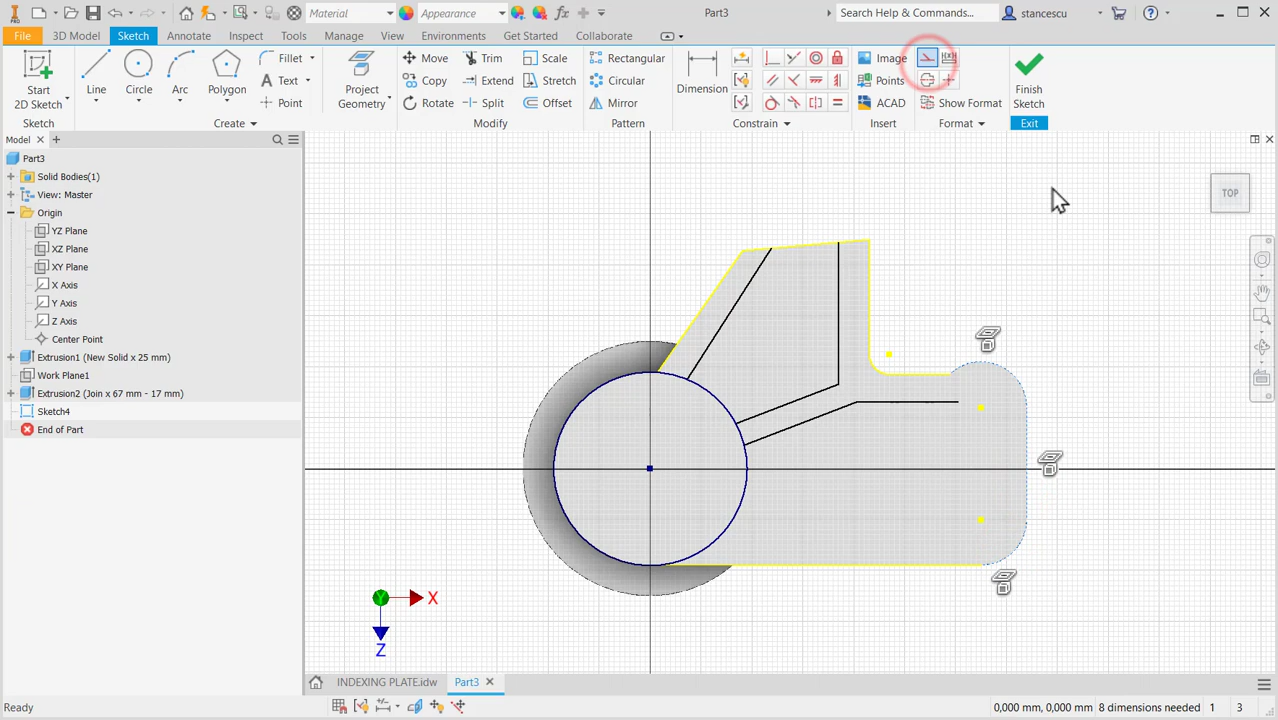 PRO
Material
Appearance
fx
Part3
Search Help & Commands...
stancescu
File
3D Model
Sketch
Annotate
Inspect
Tools
Manage
View
Environments
Get Started
Collaborate
Start
2D Sketch
Line
Circle
Arc
Polygon
Fillet
Text
Point
Project
Geometry
Move
Copy
Rotate
Trim
Extend
Split
Scale
Stretch
Offset
Rectangular
Circular
Mirror
Dimension
Image
Points
ACAD
Show Format
Finish
Sketch
Sketch
Create
Modify
Pattern
Constrain
Insert
Format
Exit
Model
Part3
Solid Bodies(1)
View: Master
Origin
YZ Plane
XZ Plane
XY Plane
X Axis
Y Axis
Z Axis
Center Point
Extrusion1 (New Solid x 25 mm)
Work Plane1
Extrusion2 (Join x 67 mm - 17 mm)
Sketch4
End of Part
TOP
Y
X
Z
INDEXING PLATE.idw
Part3
Ready
0,000 mm, 0,000 mm
8 dimensions needed
1
3